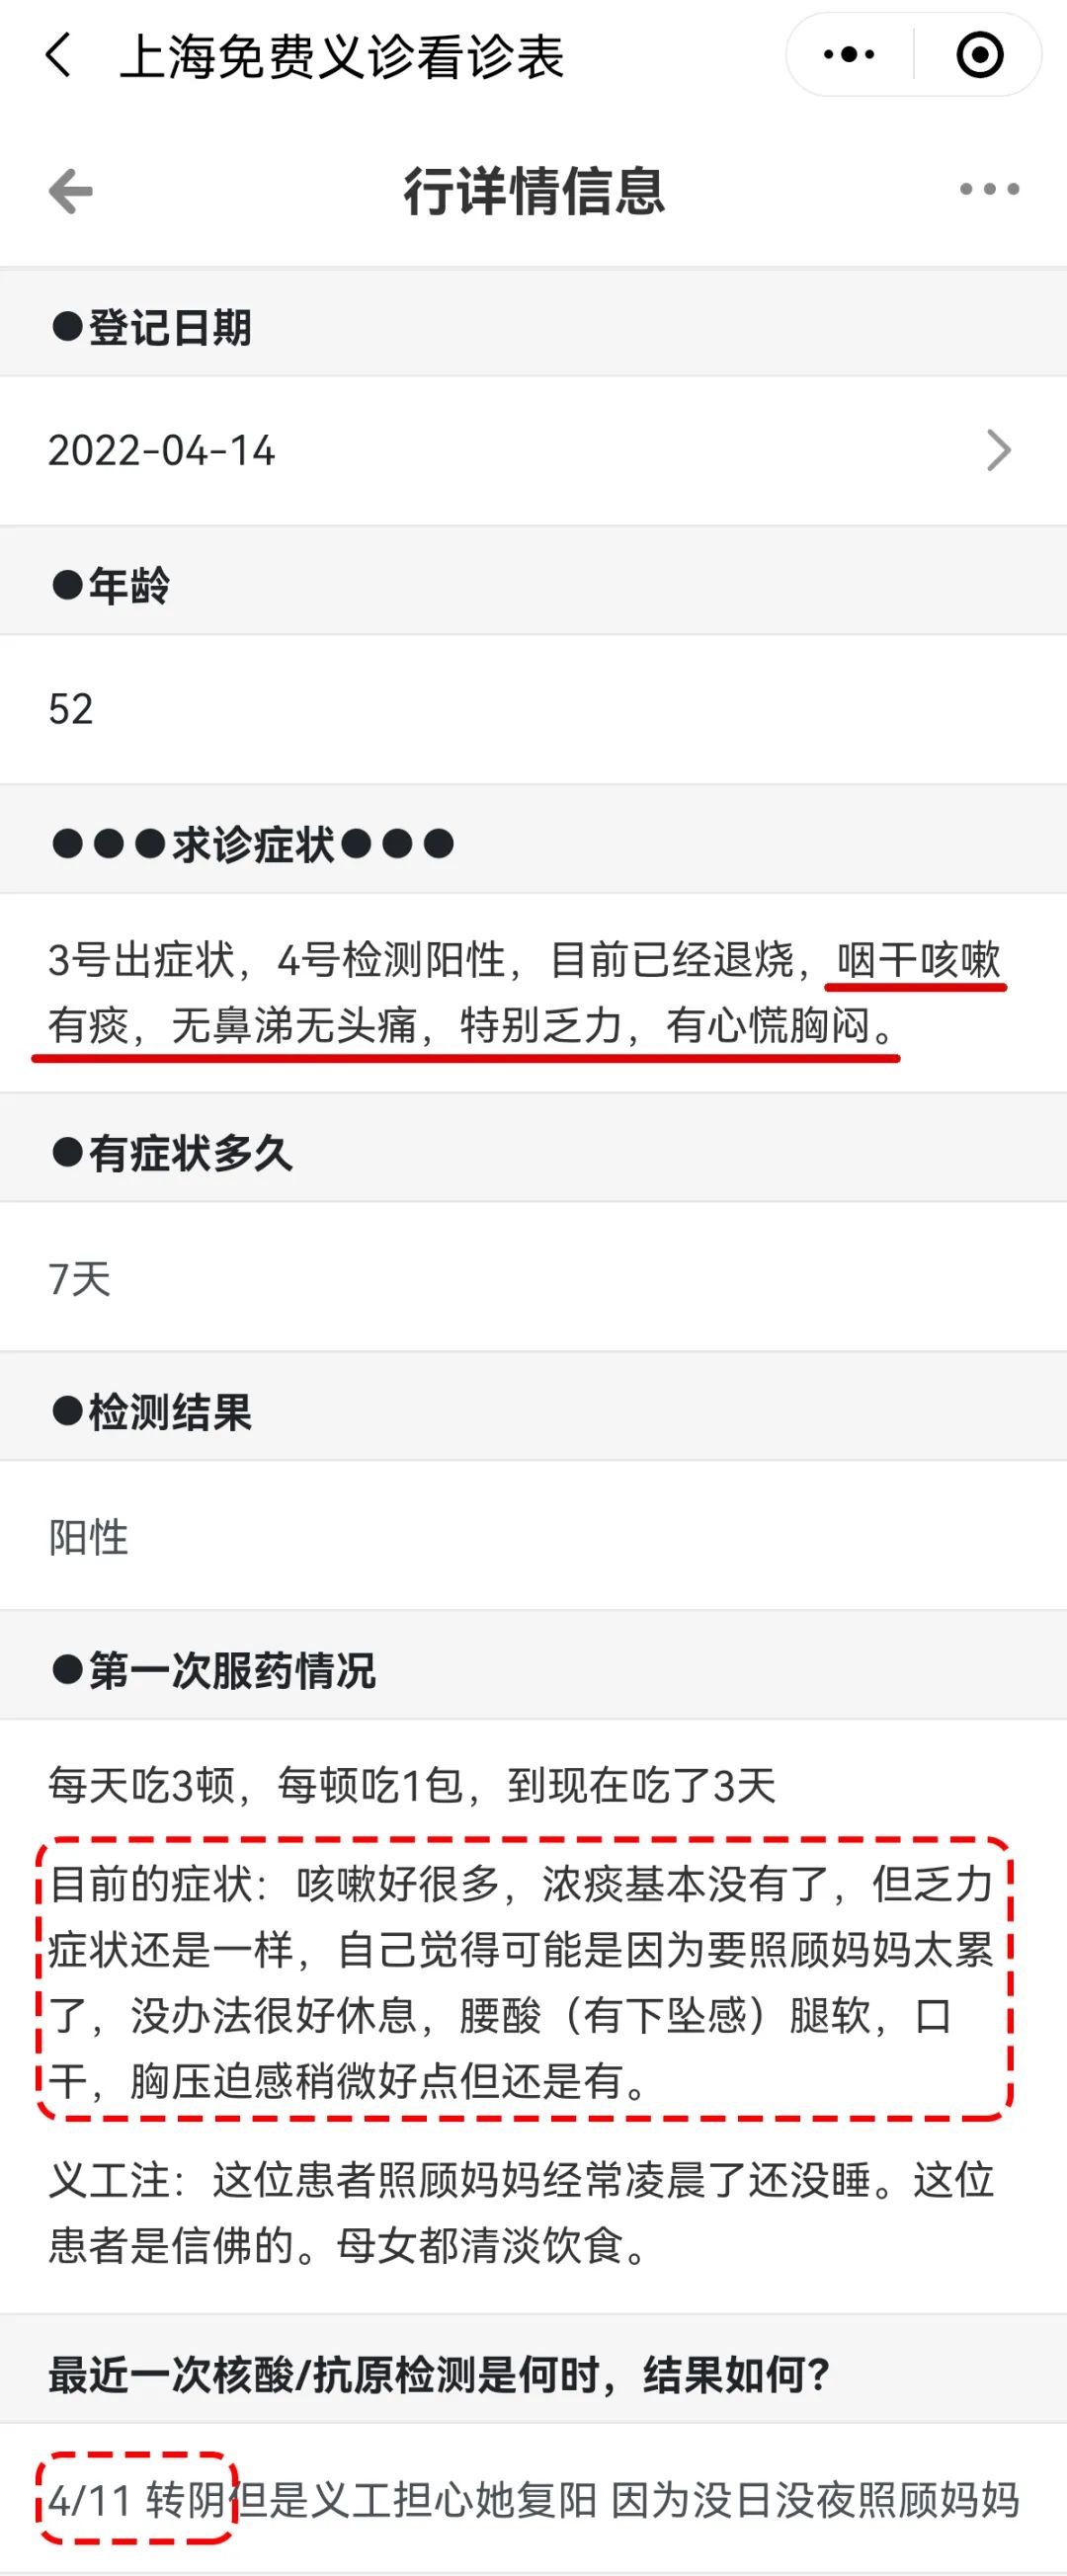 上海免费义诊看诊表
行详情信息
●登记日期
2022-04-14
●年龄
52
●●●求诊症状●●●
3号出症状，4号检测阳性，目前已经退烧，咽干咳嗽
有痰，无鼻涕无头痛，特别乏力，有心慌胸闷。
●有症状多久
7天
●检测结果
阳性
●第一次服药情况
每天吃3顿，每顿吃1包，到现在吃了3天
目前的症状：咳嗽好很多，浓痰基本没有了，但乏力
症状还是一样，自己觉得可能是因为要照顾妈妈太累
了，没办法很好休息，腰酸（有下坠感）腿软，口
干，胸压迫感稍微好点但还是有。
义工注：这位患者照顾妈妈经常凌晨了还没睡。这位
患者是信佛的。母女都清淡饮食。
最近一次核酸/抗原检测是何时，结果如何?
4/11 转阴但是义工担心她复阳 因为没日没夜照顾妈妈